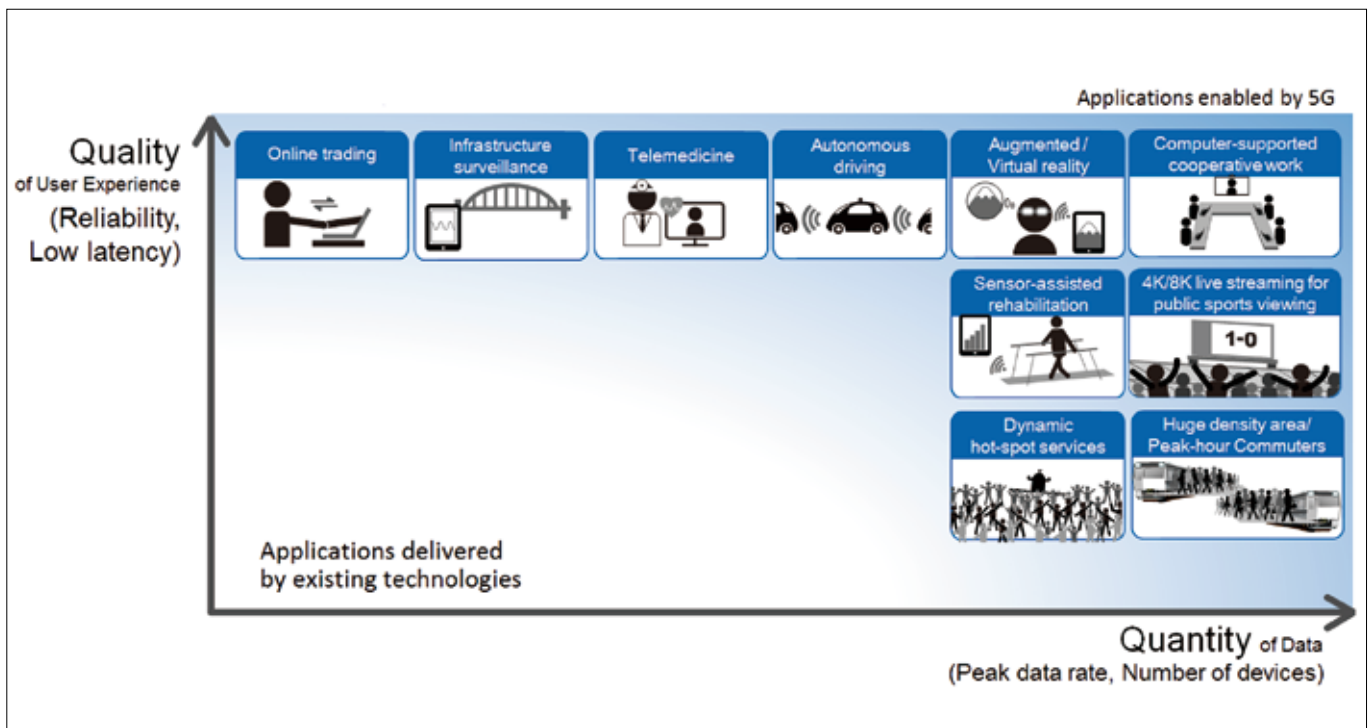 Applications enabled by 5G
Quality
of User Experience
(Reliability,
Low latency)
Online trading
Infrastructure
surveillance
Telemedicine
Autonomous
driving
Augmented /
Virtual reality
Computer-supported
cooperative work
Sensor-assisted
rehabilitation
4K/8K live streaming for
public sports viewing
1-0
Dynamic
hot-spot services
Huge density area/
Peak-hour Commuters
Applications delivered
by existing technologies
Quantity of Data
(Peak data rate, Number of devices)